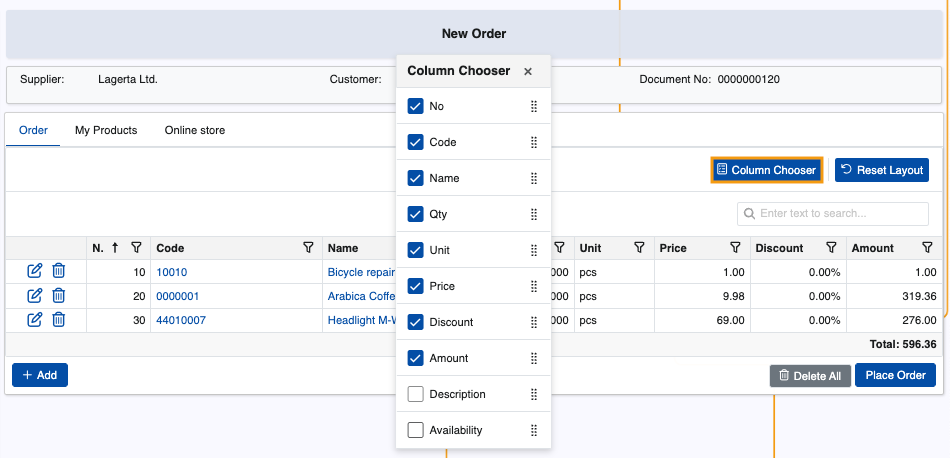 New Order
Supplier: Lagerta Ltd. Customer: Document No: 0000000120
Order My Products Online store
Column Chooser Reset Layout
Enter text to search...
N. Code Name Unit Price Discount Amount
10 10010 Bicycle repair 000 pcs 1.00 0.00% 1.00
20 0000001 Arabica Coffe 000 pcs 9.98 0.00% 319.36
30 44010007 Headlight M-W 000 pcs 69.00 0.00% 276.00
Total: 596.36
+ Add Delete All Place Order
Column Chooser
No
Code
Name
Qty
Unit
Price
Discount
Amount
Description
Availability